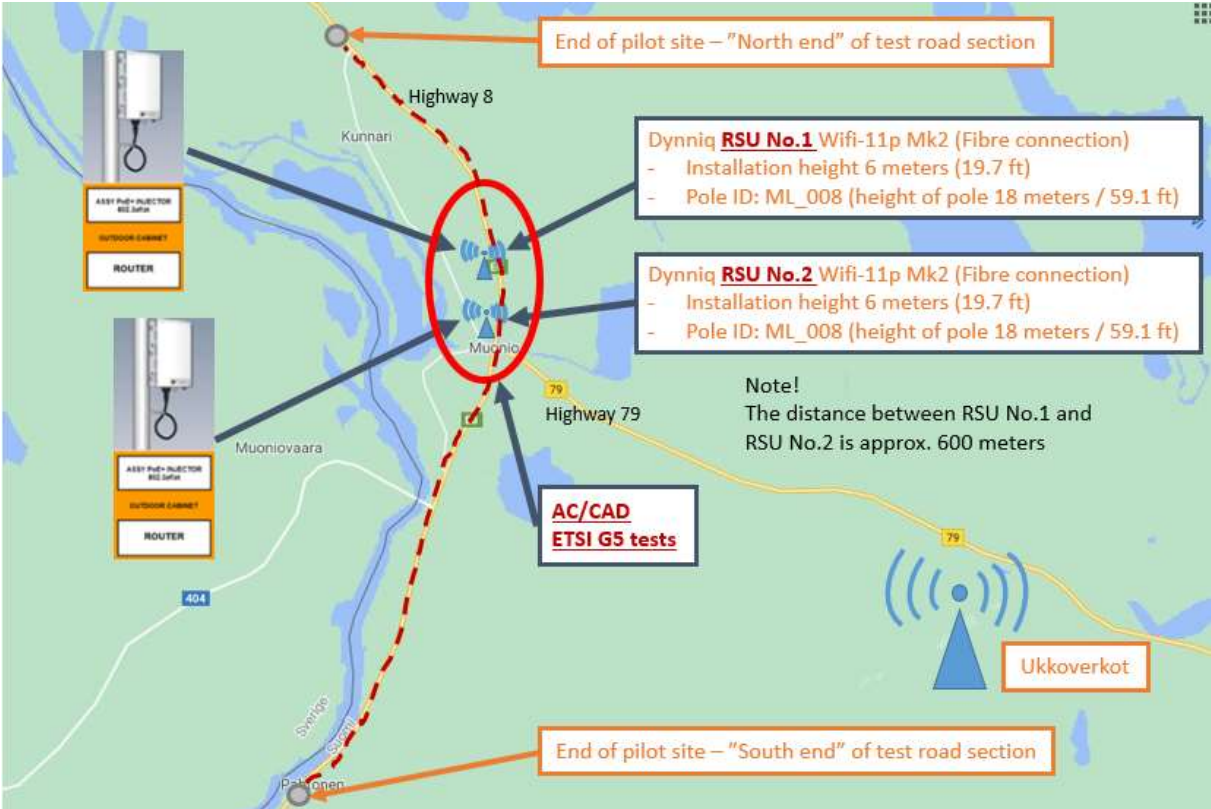 End of pilot site – ”North end” of test road section
Highway 8
Kunnari
Dynniq RSU No.1 Wifi-11p Mk2 (Fibre connection)
- Installation height 6 meters (19.7 ft)
- Pole ID: ML_008 (height of pole 18 meters / 59.1 ft)
ASSY PoE+ INJECTOR
802.3af/at
OUTDOOR CABINET
ROUTER
Dynniq RSU No.2 Wifi-11p Mk2 (Fibre connection)
- Installation height 6 meters (19.7 ft)
- Pole ID: ML_008 (height of pole 18 meters / 59.1 ft)
Muonio
79
Highway 79
Note!
The distance between RSU No.1 and
RSU No.2 is approx. 600 meters
Muoniovaara
ASSY PoE+ INJECTOR
802.3af/at
OUTDOOR CABINET
ROUTER
AC/CAD
ETSI G5 tests
79
404
Ukkoverkot
Sverige
Suomi
End of pilot site – ”South end” of test road section